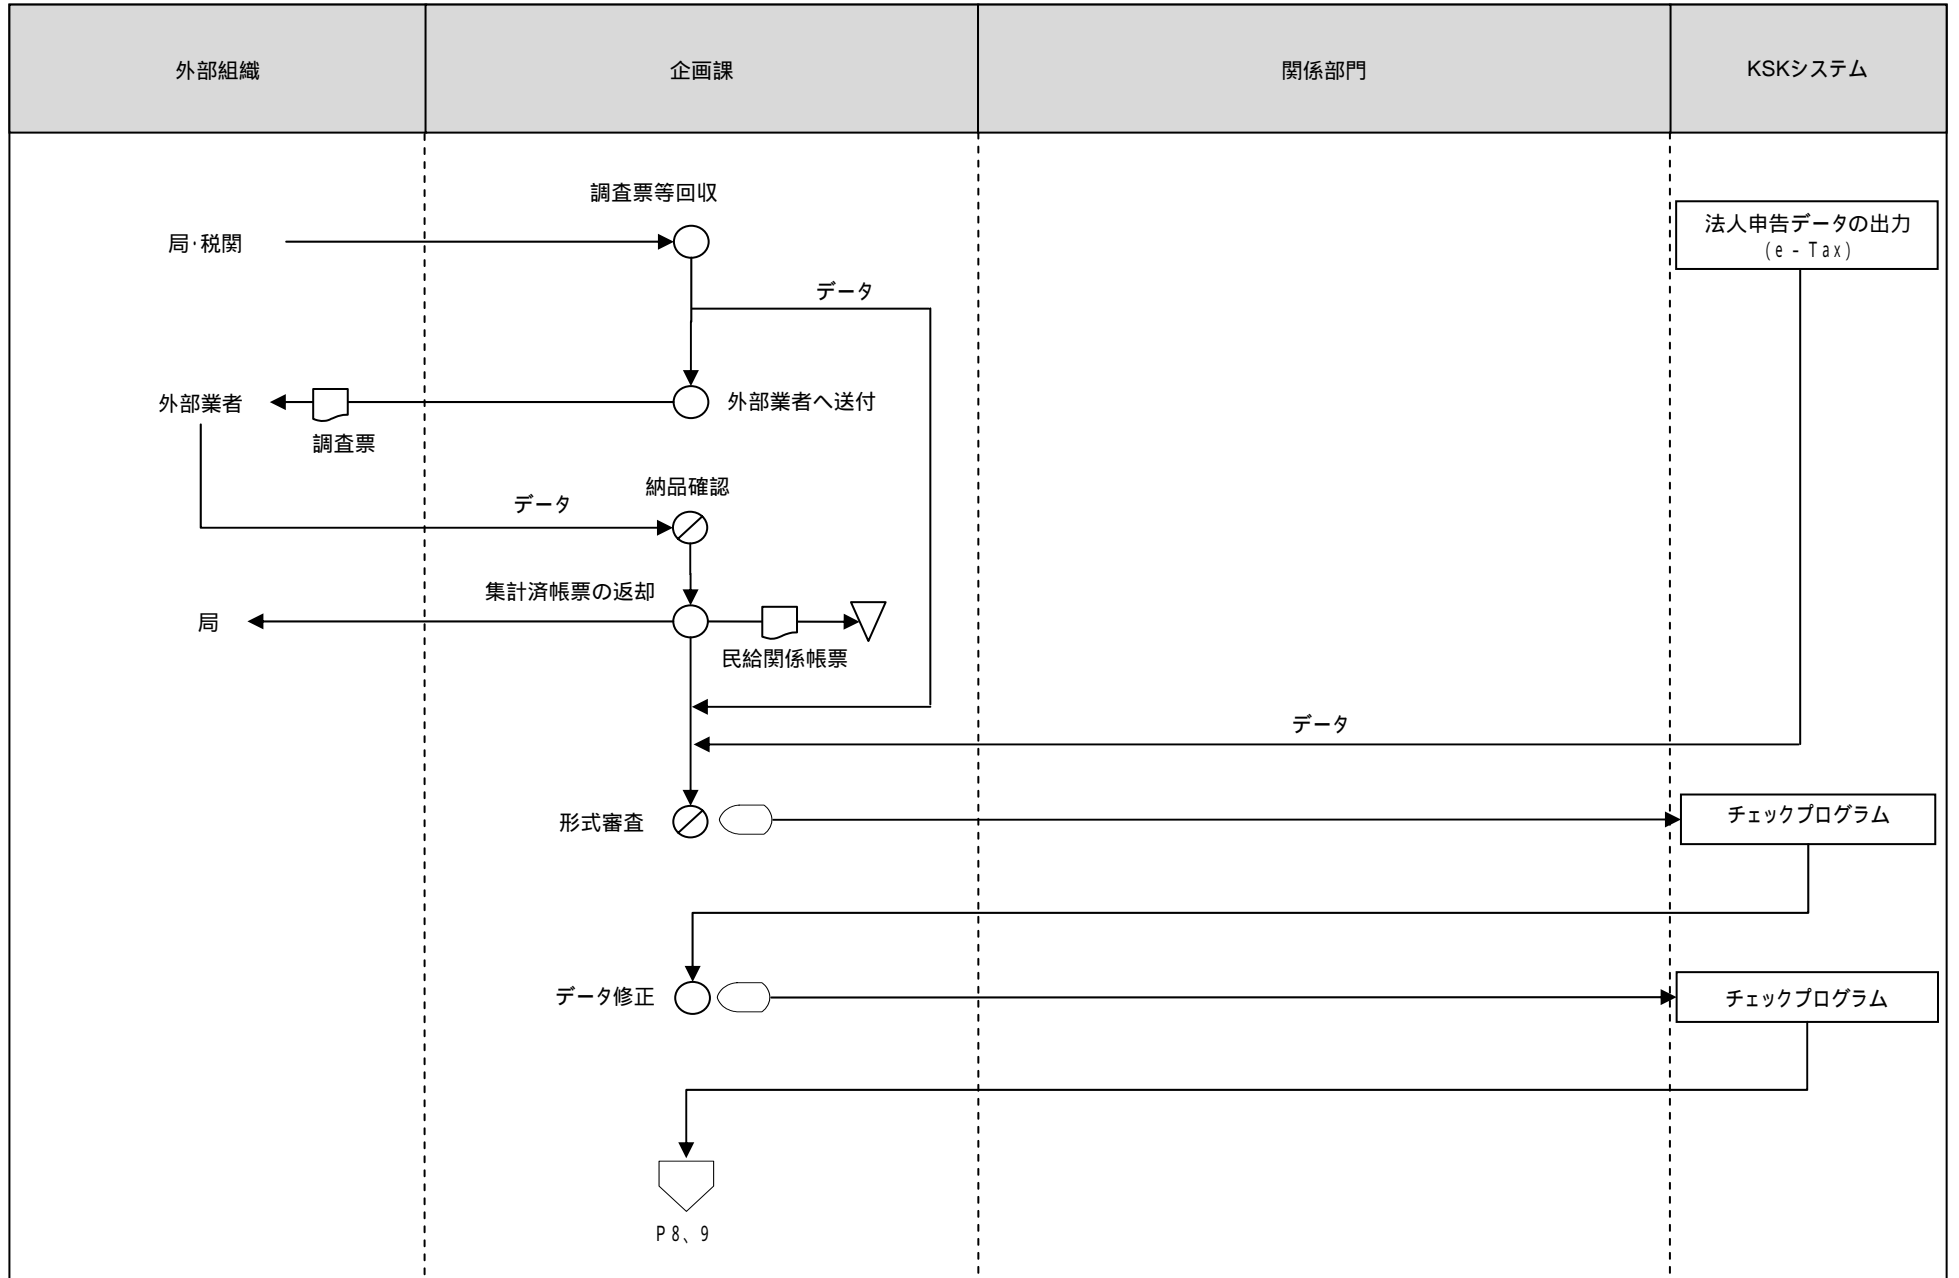 外部組織
企画課
関係部門
KSKシステム
調査票等回収
局・税関
法人申告データの出力
(e-Tax)
データ
外部業者
外部業者へ送付
調査票
納品確認
データ
集計済帳票の返却
局
民給関係帳票
データ
形式審査
チェックプログラム
データ修正
チェックプログラム
P8、9